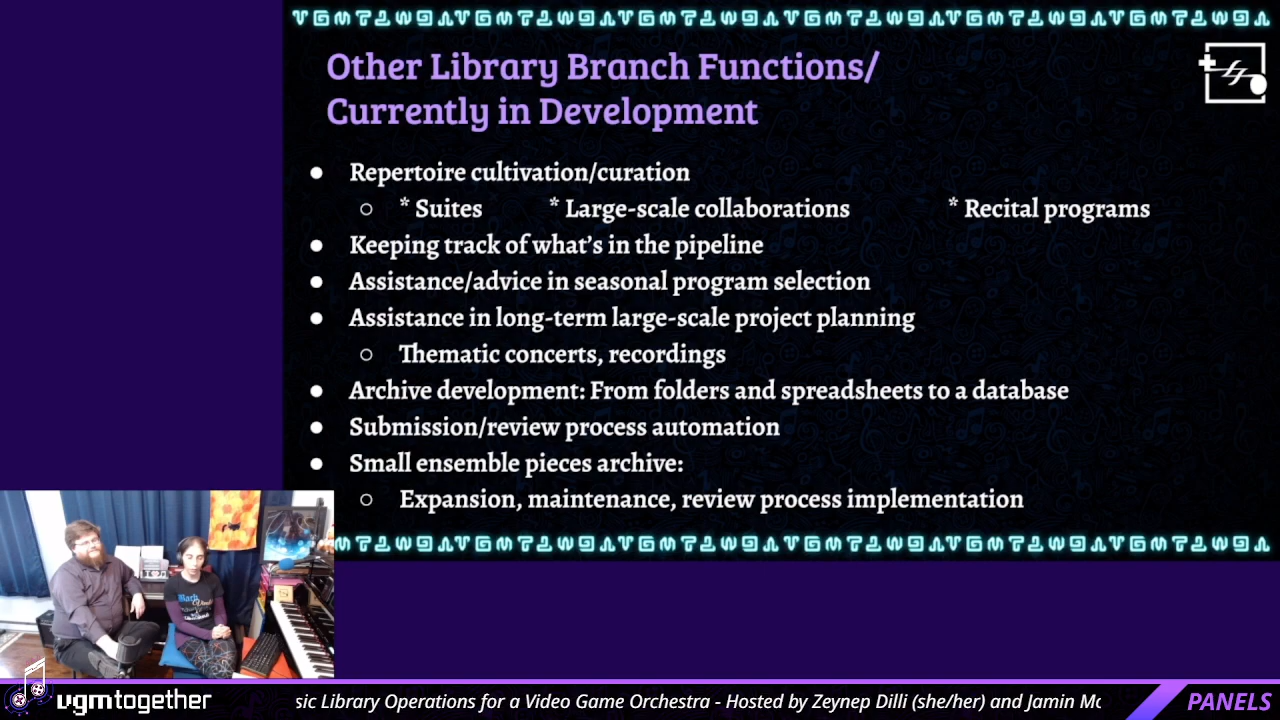 Other Library Branch Functions/
Currently in Development
● Repertoire cultivation/curation
○ * Suites * Large-scale collaborations * Recital programs
● Keeping track of what’s in the pipeline
● Assistance/advice in seasonal program selection
● Assistance in long-term large-scale project planning
○ Thematic concerts, recordings
● Archive development: From folders and spreadsheets to a database
● Submission/review process automation
● Small ensemble pieces archive:
○ Expansion, maintenance, review process implementation
Bach
vgmtogether
sic Library Operations for a Video Game Orchestra - Hosted by Zeynep Dilli (she/her) and Jamin Mo
PANELS